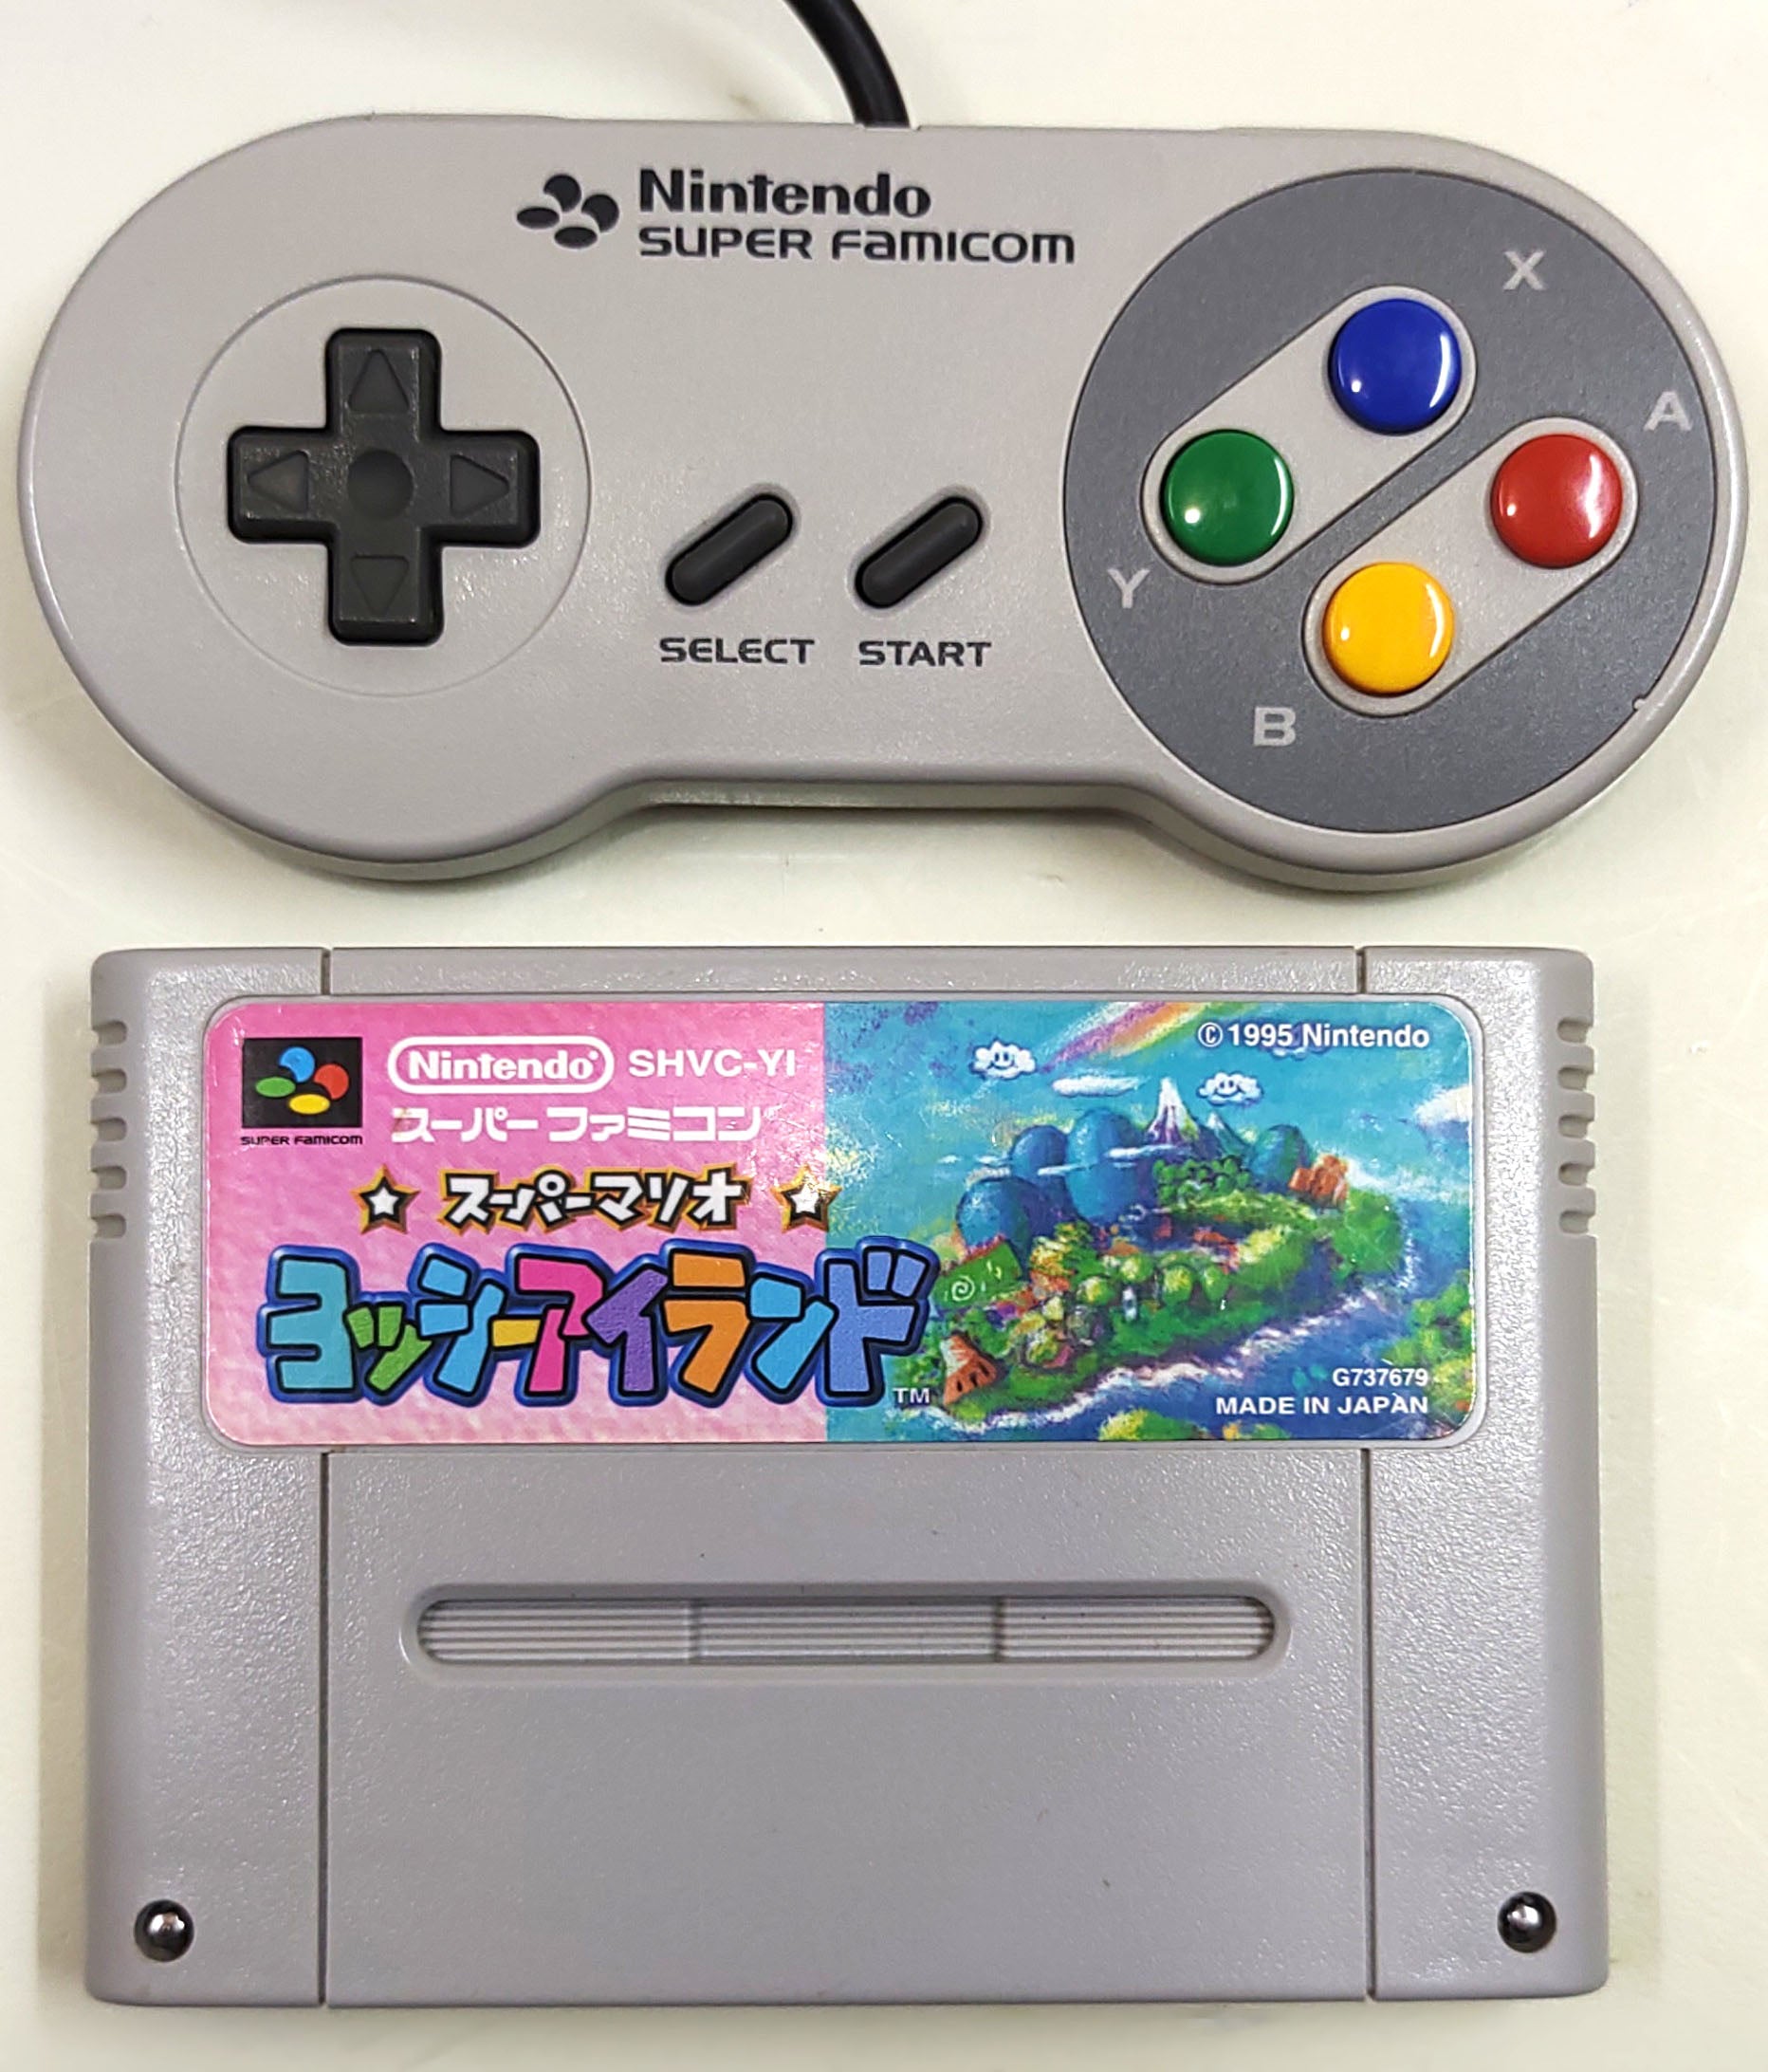 Nintendo
SUPER FAMICOM
X
A
Y
B
SELECT START
© 1995 Nintendo
Nintendo® SHVC-YI
スーパーファミコン
SUPER FAMICOM
スーパーマリオ
ヨッシーアイランド™
G737679
MADE IN JAPAN